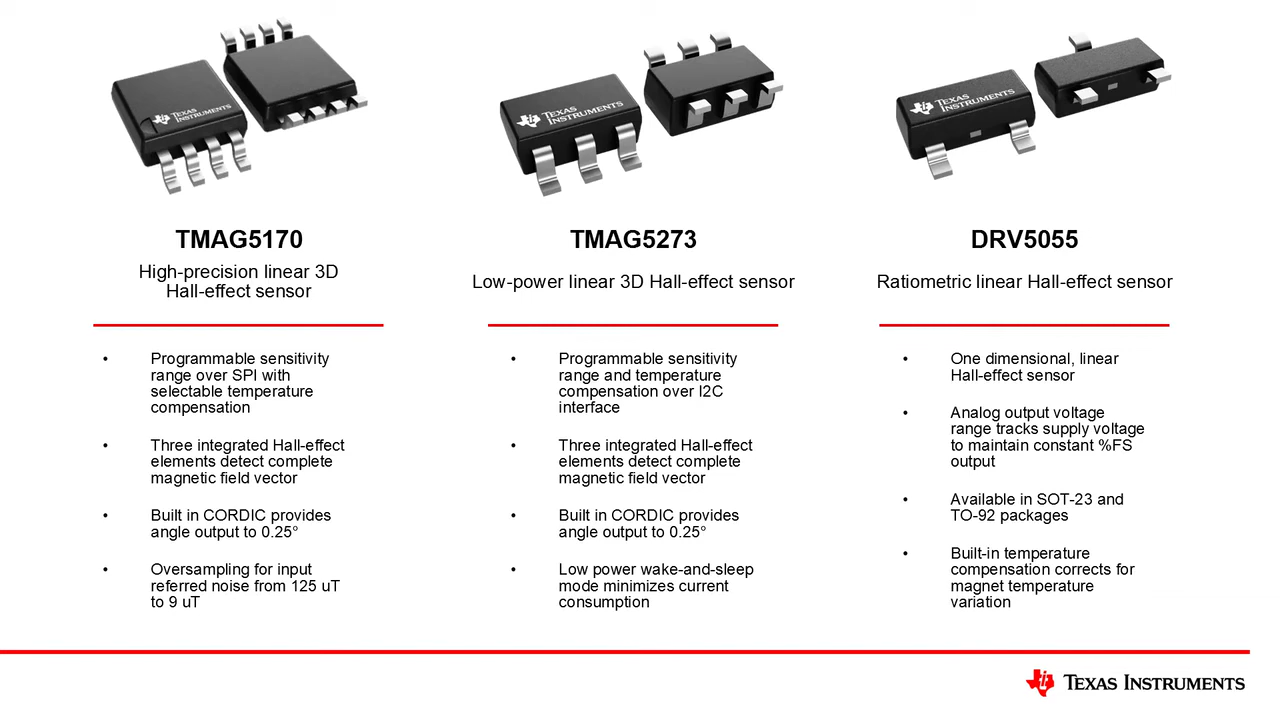 TEXAS
INSTRUMENTS
TEXAS
INSTRUMENTS
TEXAS
INSTRUMENTS
TMAG5170
High-precision linear 3D
Hall-effect sensor
•	Programmable sensitivity
range over SPI with
selectable temperature
compensation
•	Three integrated Hall-effect
elements detect complete
magnetic field vector
•	Built in CORDIC provides
angle output to 0.25°
•	Oversampling for input
referred noise from 125 uT
to 9 uT
TMAG5273
Low-power linear 3D Hall-effect sensor
•	Programmable sensitivity
range and temperature
compensation over I2C
interface
•	Three integrated Hall-effect
elements detect complete
magnetic field vector
•	Built in CORDIC provides
angle output to 0.25°
•	Low power wake-and-sleep
mode minimizes current
consumption
DRV5055
Ratiometric linear Hall-effect sensor
•	One dimensional, linear
Hall-effect sensor
•	Analog output voltage
range tracks supply voltage
to maintain constant %FS
output
•	Available in SOT-23 and
TO-92 packages
•	Built-in temperature
compensation corrects for
magnet temperature
variation
TEXAS INSTRUMENTS